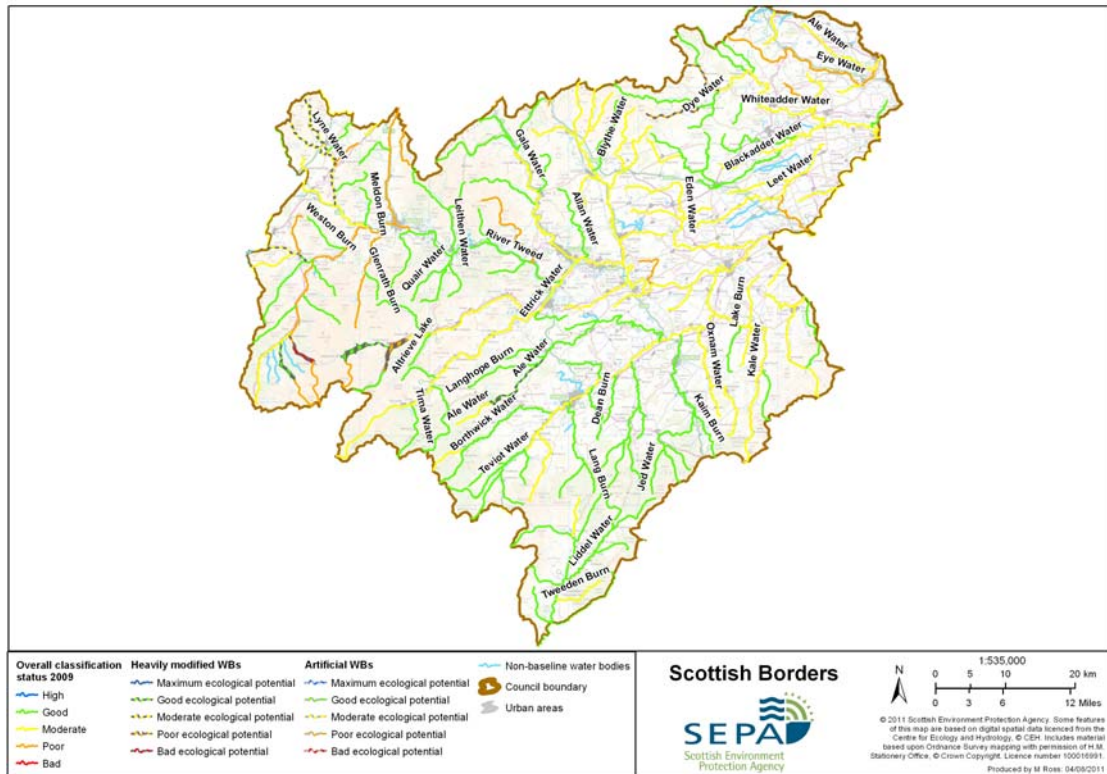 Ale Water
Eye Water
Dye Water
Whiteadder Water
Lyne Water
Blythe Water
Blackadder Water
Gala Water
Leet Water
Meldon Burn
Leithen Water
Allan Water
Eden Water
Weston Burn
River Tweed
Quair Water
Glenrath Burn
Ettrick Water
Lake Burn
Oxnam Water
Kale Water
Altrieve Lake
Ale Water
Langhope Burn
Dean Burn
Tima Water
Ale Water
Kaim Burn
Borthwick Water
Teviot Water
Lang Burn
Jed Water
Liddel Water
Tweeden Burn
Overall classification
status 2009
High
Good
Moderate
Poor
Bad
Heavily modified WBs
Maximum ecological potential
Good ecological potential
Moderate ecological potential
Poor ecological potential
Bad ecological potential
Artificial WBs
Maximum ecological potential
Good ecological potential
Moderate ecological potential
Poor ecological potential
Bad ecological potential
Non-baseline water bodies
Council boundary
Urban areas
Scottish Borders
SEPA
Scottish Environment
Protection Agency
N
1:535,000
0 5 10 20 km
0 3 6 12 Miles
© 2011 Scottish Environment Protection Agency. Some features
of this map are based on digital spatial data licenced from the
Centre for Ecology and Hydrology, © CEH. Includes material
based upon Ordnance Survey mapping with permission of H.M.
Stationery Office, © Crown Copyright. Licence number 100016991.
Produced by M Ross: 04/08/2011